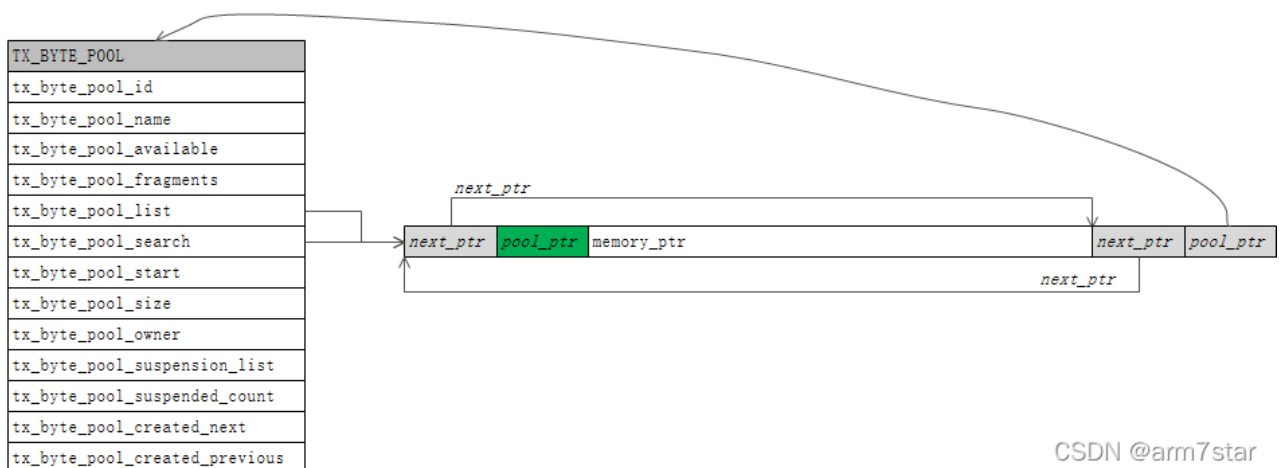 TX_BYTE_POOL
tx_byte_pool_id
tx_byte_pool_name
tx_byte_pool_available
tx_byte_pool_fragments
tx_byte_pool_list
tx_byte_pool_search
tx_byte_pool_start
tx_byte_pool_size
tx_byte_pool_owner
tx_byte_pool_suspension_list
tx_byte_pool_suspended_count
tx_byte_pool_created_next
tx_byte_pool_created_previous
next_ptr
next_ptr pool_ptr memory_ptr next_ptr pool_ptr
next_ptr
CSDN @arm7star